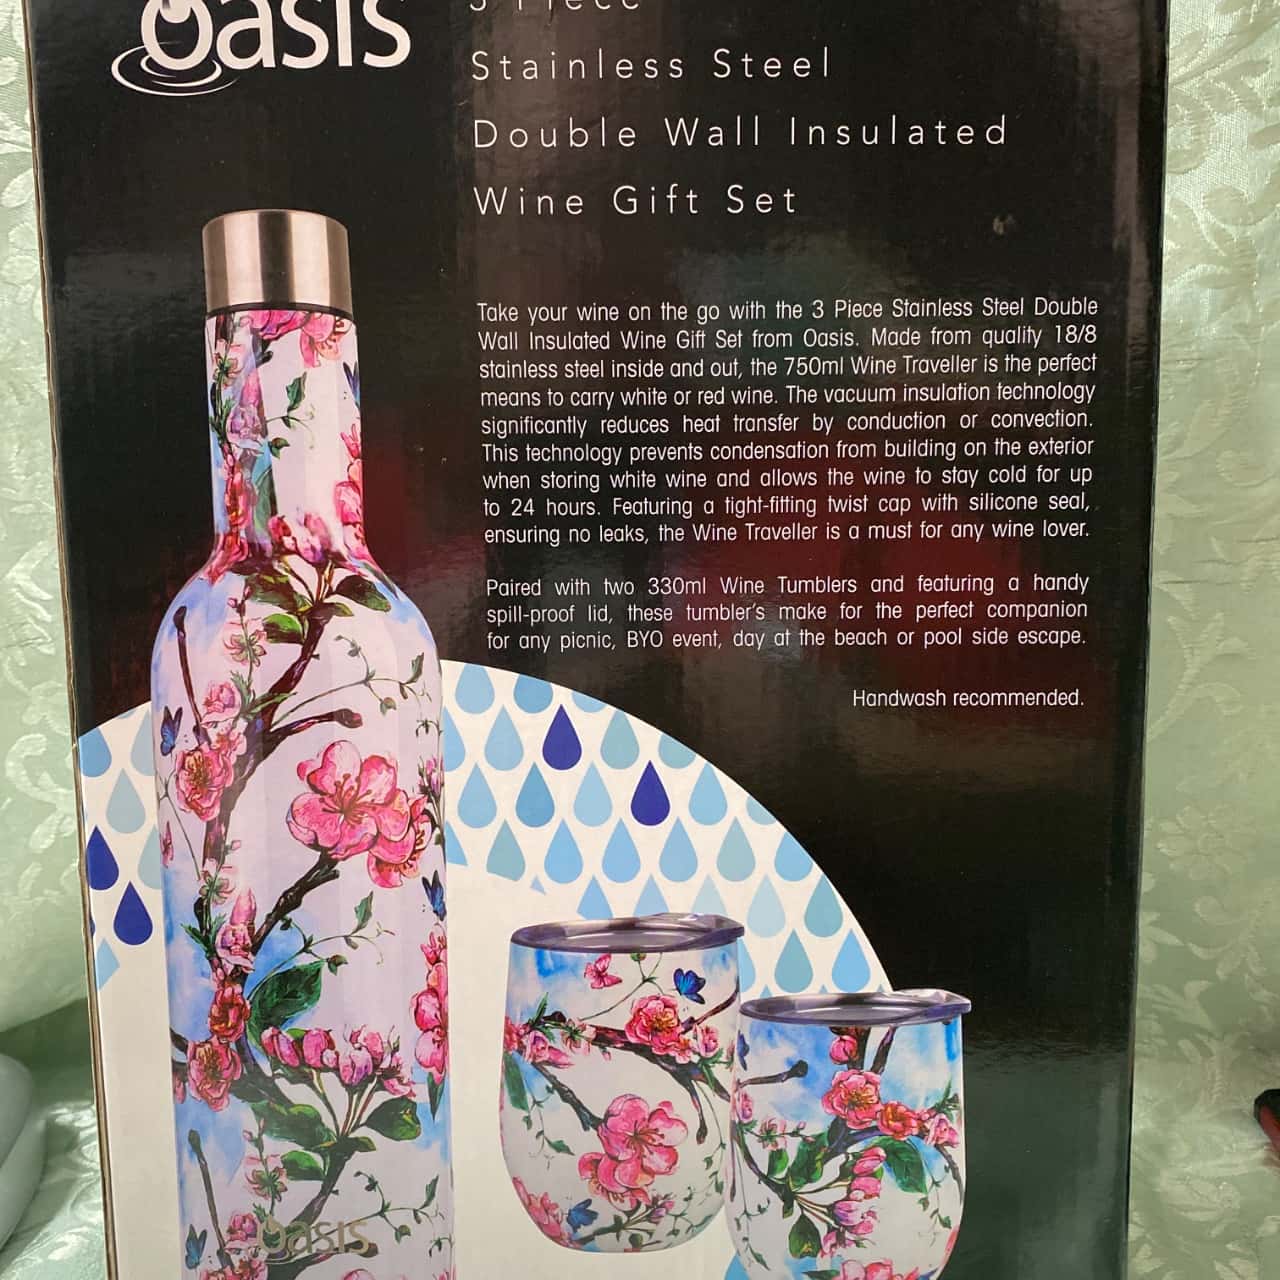 Oasis
3 Piece
Stainless Steel
Double Wall Insulated
Wine Gift Set
Take your wine on the go with the 3 Piece Stainless Steel Double
Wall Insulated Wine Gift Set from Oasis. Made from quality 18/8
stainless steel inside and out, the 750ml Wine Traveller is the perfect
means to carry white or red wine. The vacuum insulation technology
significantly reduces heat transfer by conduction or convection.
This technology prevents condensation from building on the exterior
when storing white wine and allows the wine to stay cold for up
to 24 hours. Featuring a tight-fitting twist cap with silicone seal,
ensuring no leaks, the Wine Traveller is a must for any wine lover.
Paired with two 330ml Wine Tumblers and featuring a handy
spill-proof lid, these tumbler's make for the perfect companion
for any picnic, BYO event, day at the beach or pool side escape.
Handwash recommended.
Oasis